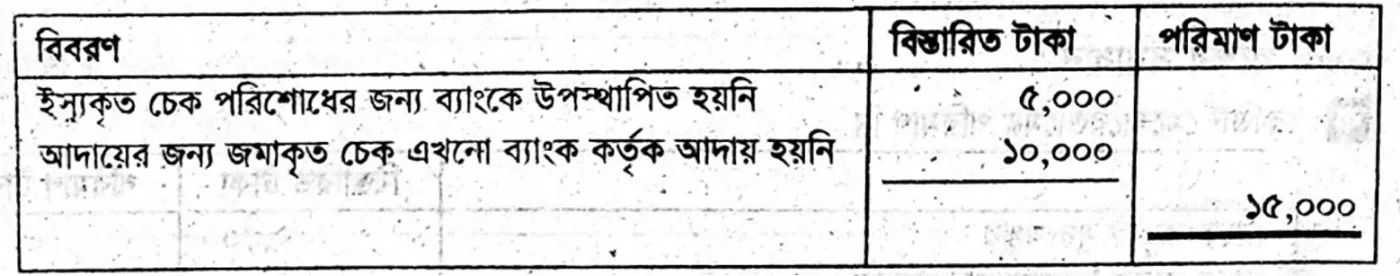 বিবরণ বিস্তারিত টাকা পরিমাণ টাকা
ইস্যুকৃত চেক পরিশোধের জন্য ব্যাংকে উপস্থাপিত হয়নি ৫,০০০
আদায়ের জন্য জমাকৃত চেক এখনো ব্যাংক কর্তৃক আদায় হয়নি ১০,০০০
১৫,০০০